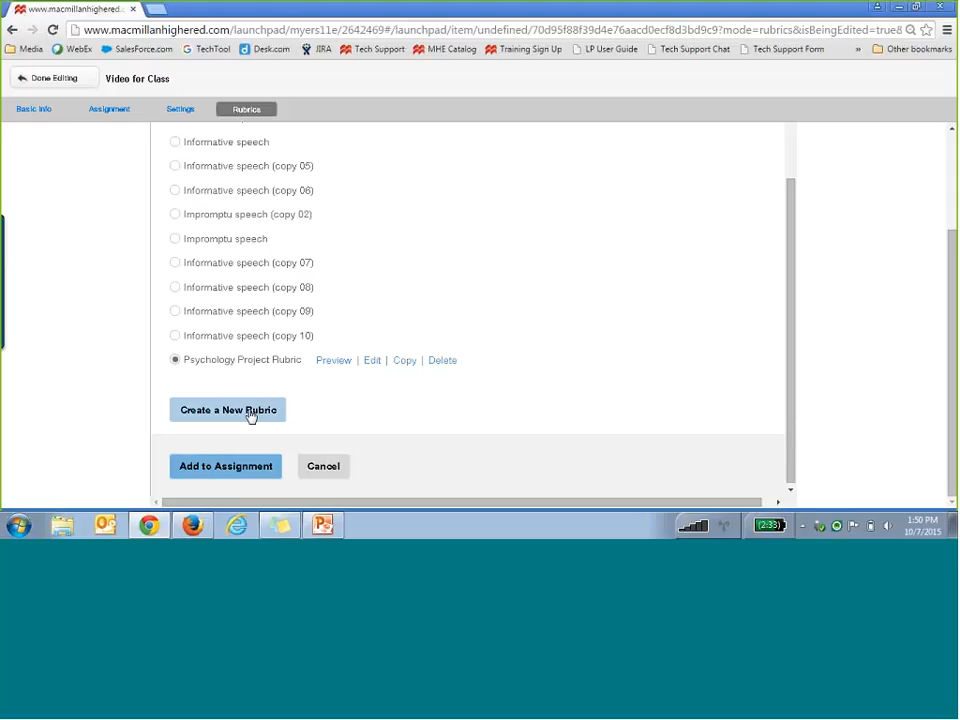 www.macmillanhighered.c
www.macmillanhighered.com/launchpad/myers11e/2642469#/launchpad/item/undefined/70d95f88f39d4e76aacd0ecf8d3bd9c9?mode=rubrics&isBeingEdited=true&
Media WebEx SalesForce.com TechTool Desk.com JIRA Tech Support MHE Catalog Training Sign Up LP User Guide Tech Support Chat Tech Support Form » Other bookmarks
Done Editing Video for Class
Basic Info Assignment Settings Rubrics
Informative speech
Informative speech (copy 05)
Informative speech (copy 06)
Impromptu speech (copy 02)
Impromptu speech
Informative speech (copy 07)
Informative speech (copy 08)
Informative speech (copy 09)
Informative speech (copy 10)
Psychology Project Rubric Preview | Edit | Copy | Delete
Create a New Rubric
Add to Assignment Cancel
(2:33) 1:50 PM
10/7/2015